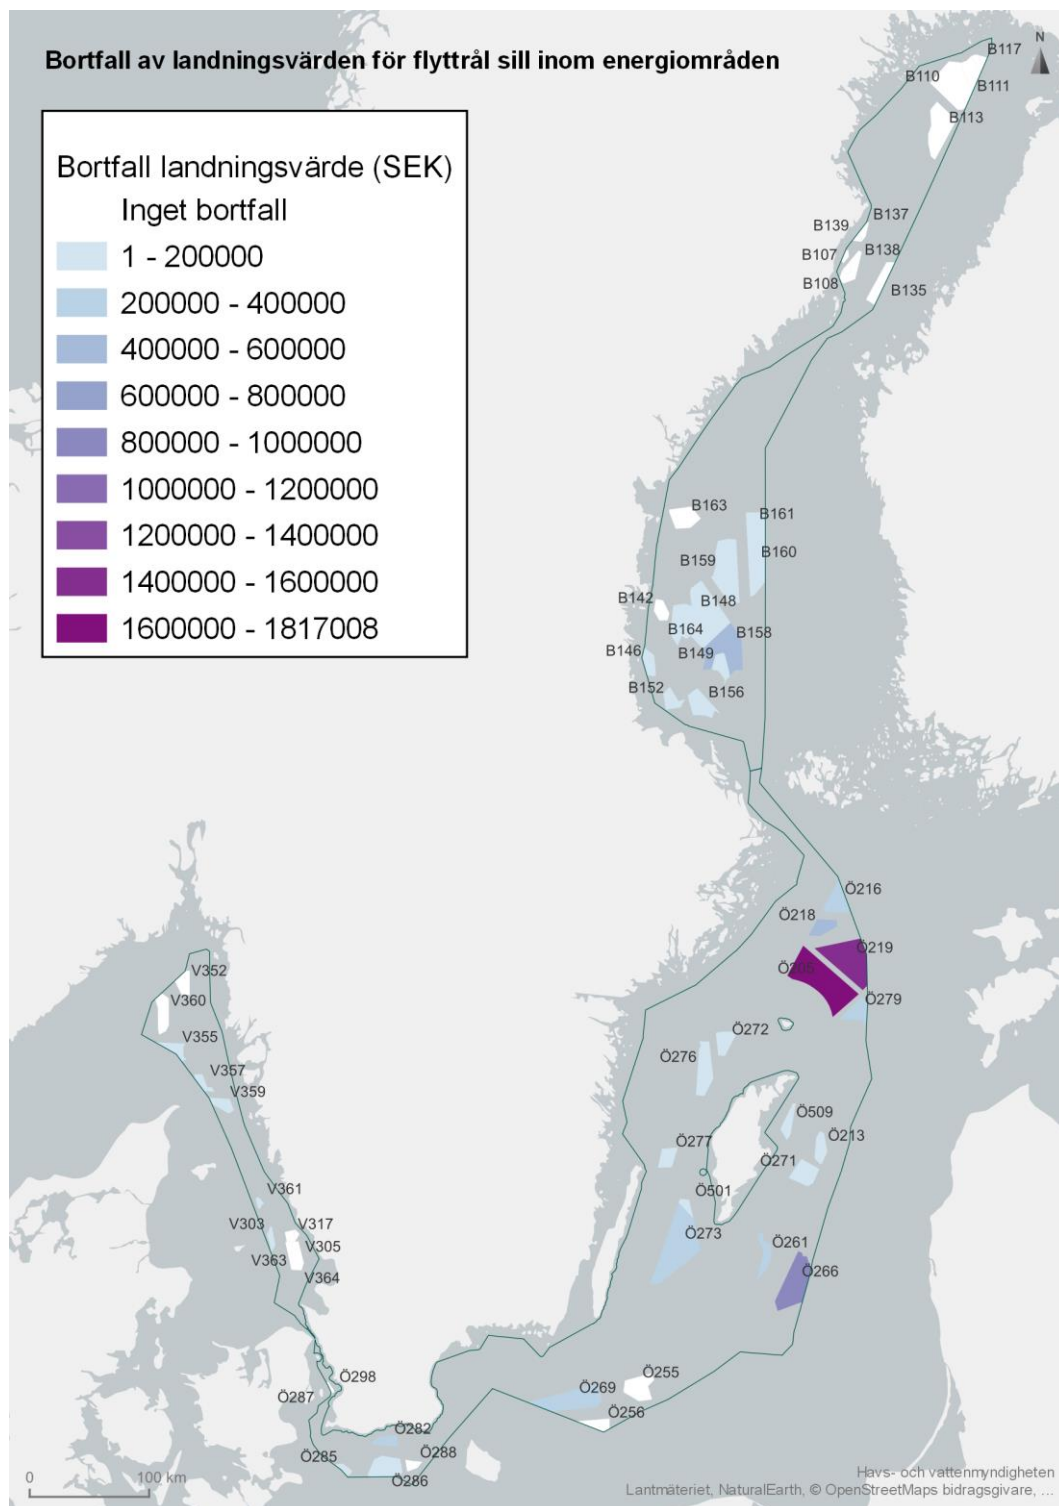 Bortfall av landningsvärden för flyttrål sill inom energiområden
N
Bortfall landningsvärde (SEK)
Inget bortfall
1 - 200000
200000 - 400000
400000 - 600000
600000 - 800000
800000 - 1000000
1000000 - 1200000
1200000 - 1400000
1400000 - 1600000
1600000 - 1817008
B117
B110
B111
B113
B137
B139
B138
B107
B108
B135
B163
B161
B160
B159
B142
B148
B164
B158
B146
B149
B152
B156
Ö216
Ö218
Ö219
Ö279
Ö272
Ö276
Ö509
Ö213
Ö277
Ö271
Ö501
Ö273
Ö261
Ö266
V352
V360
V355
V357
V359
V361
V303
V317
V305
V363
V364
Ö298
Ö287
Ö255
Ö269
Ö256
Ö282
Ö288
Ö285
Ö286
0
100 km
Havs- och vattenmyndigheten
Lantmäteriet, NaturalEarth, © OpenStreetMaps bidragsgivare, ...